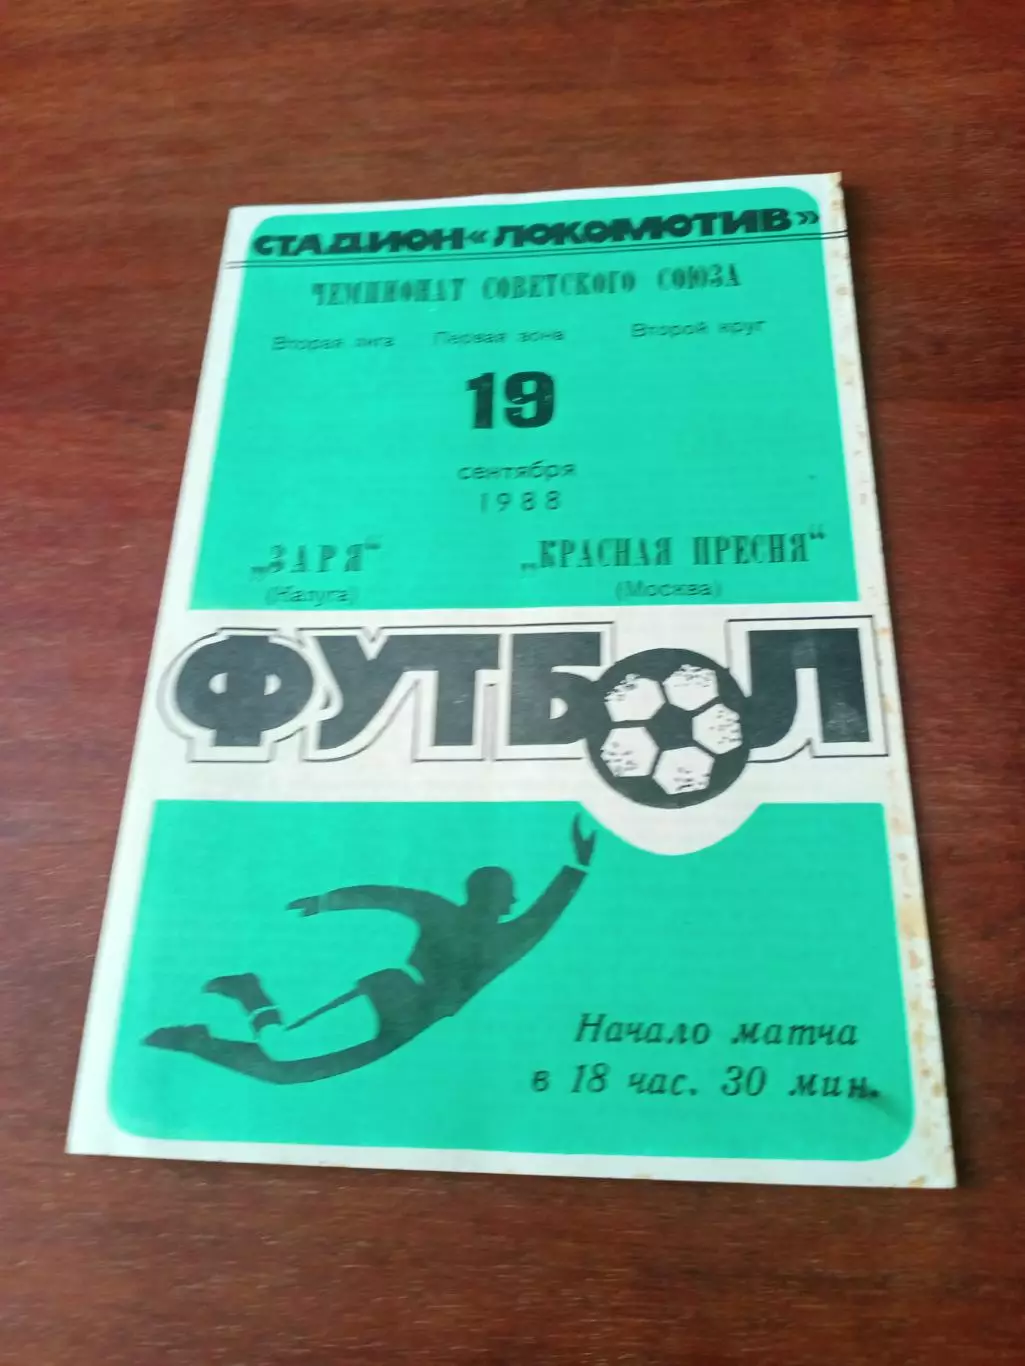 СТАДИОН «ЛОКОМОТИВ»
ЧЕМПИОНАТ СОВЕТСКОГО СОЮЗА
Вторая лига Первая зона Второй круг
19
сентября
1988
„ЗАРЯ“ „КРАСНАЯ ПРЕСНЯ“
(Калуга) (Москва)
ФУТБОЛ
Начало матча
в 18 час. 30 мин.